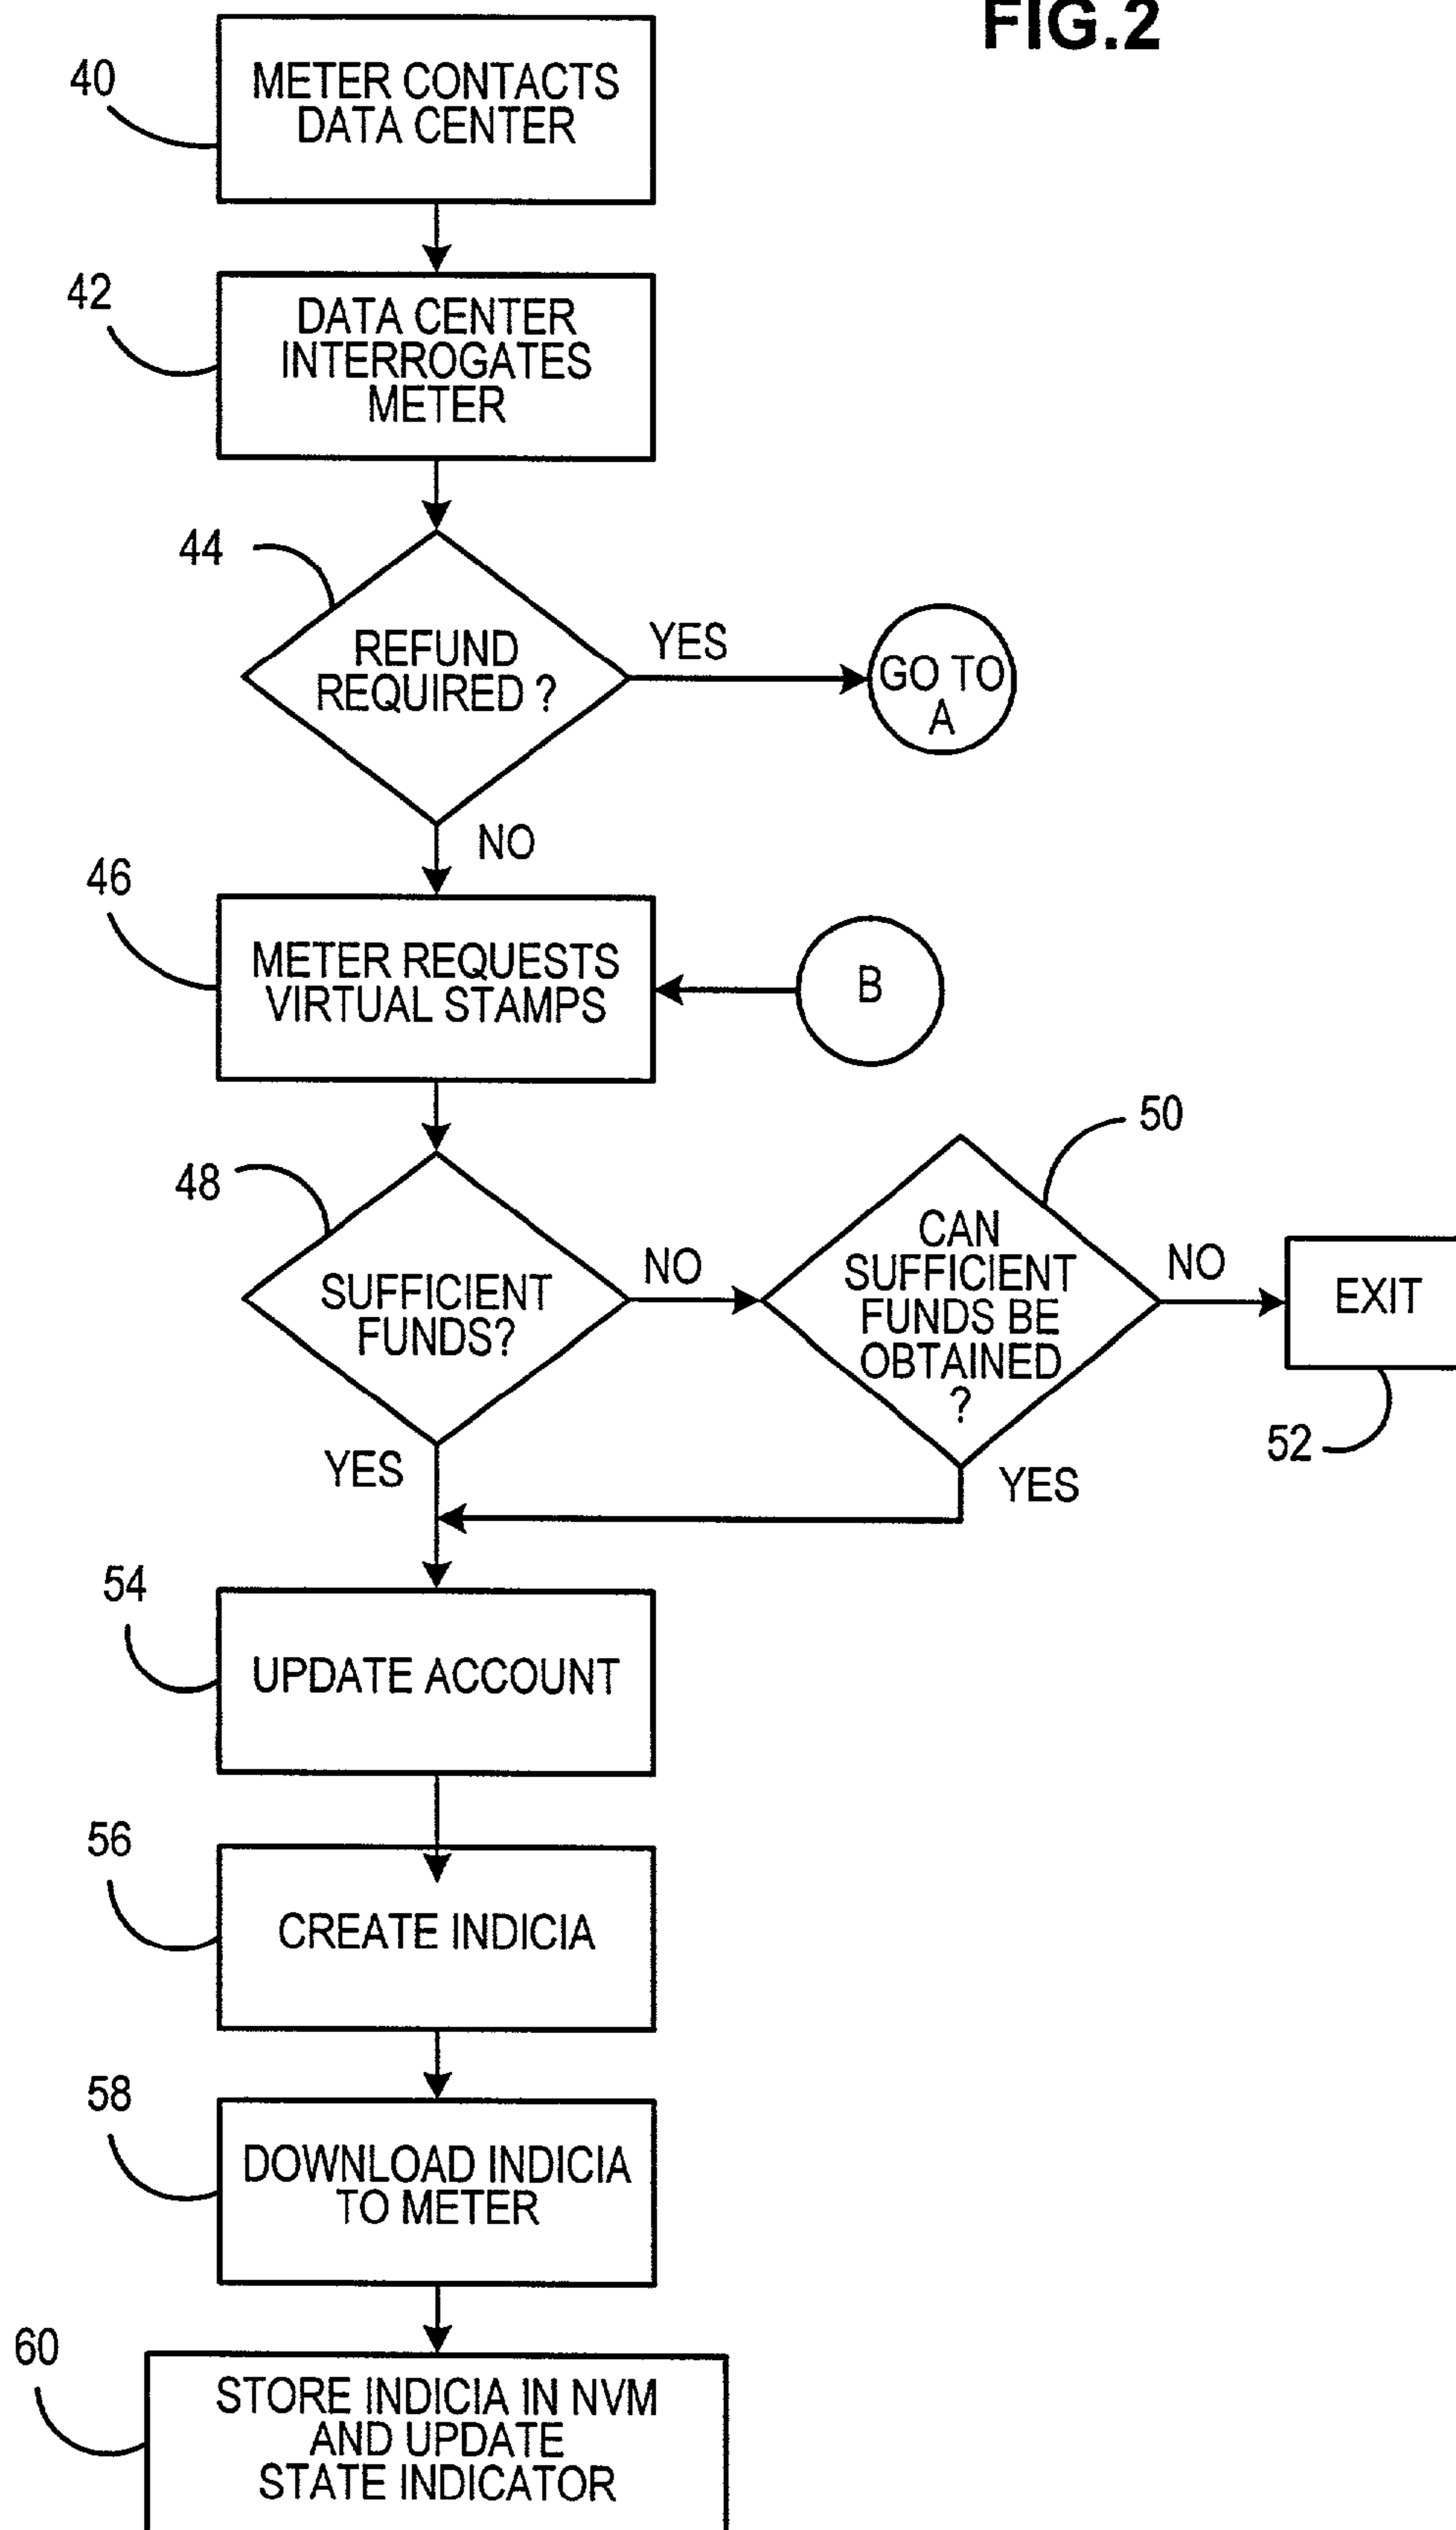 FIG.2
40
METER CONTACTS
DATA CENTER
42
DATA CENTER
INTERROGATES
METER
44
REFUND
REQUIRED ?
YES
GO TO
A
NO
46
METER REQUESTS
VIRTUAL STAMPS
B
48
SUFFICIENT
FUNDS?
NO
50
CAN
SUFFICIENT
FUNDS BE
OBTAINED
?
NO
EXIT
52
YES
YES
54
UPDATE ACCOUNT
56
CREATE INDICIA
58
DOWNLOAD INDICIA
TO METER
60
STORE INDICIA IN NVM
AND UPDATE
STATE INDICATOR